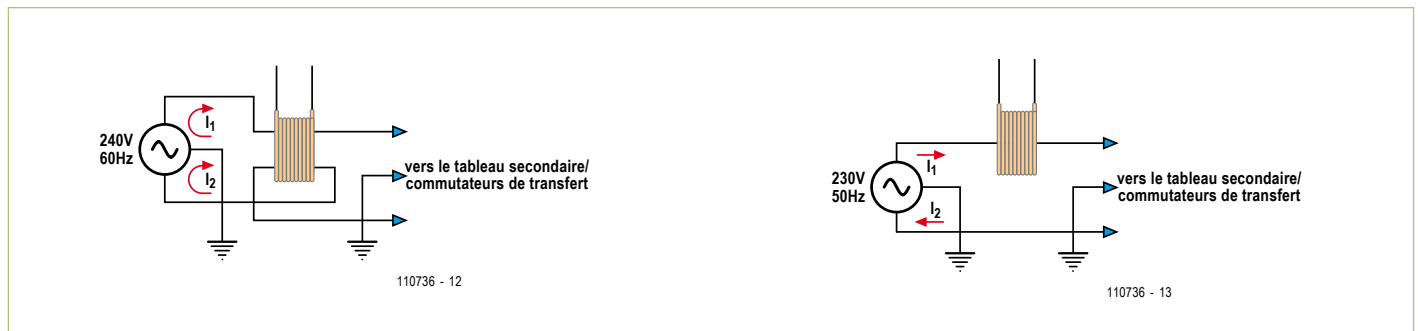 240V
60Hz
I1
I2
vers le tableau secondaire/
commutateurs de transfert
110736 - 12
230V
50Hz
I1
I2
vers le tableau secondaire/
commutateurs de transfert
110736 - 13